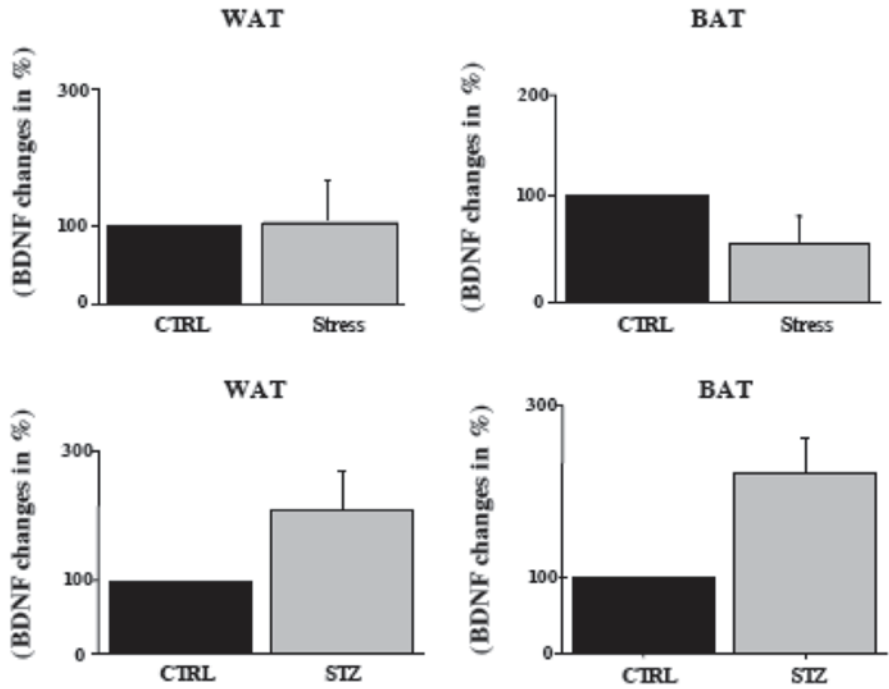 WAT
(BDNF changes in %)
300
100
0
CTRL
Stress
BAT
(BDNF changes in %)
200
100
0
CTRL
Stress
WAT
(BDNF changes in %)
300
100
0
CTRL
STZ
BAT
(BDNF changes in %)
300
100
0
CTRL
STZ